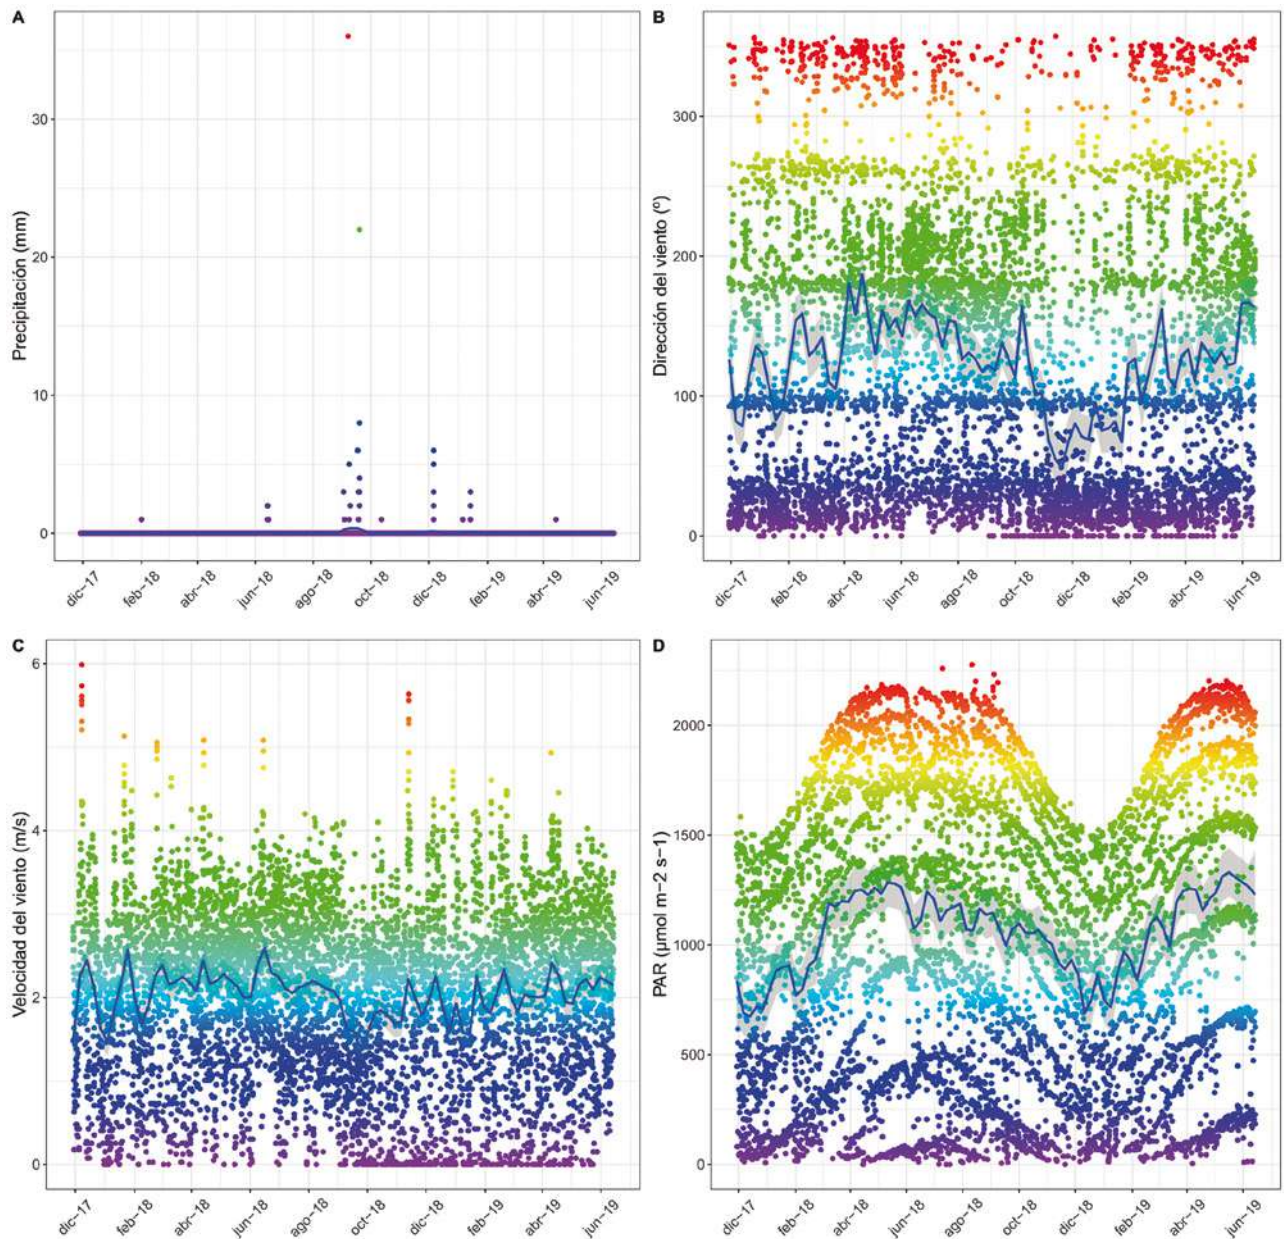 A
Precipitación (mm)
30
20
10
0
dic−17
feb−18
abr−18
jun−18
ago−18
oct−18
dic−18
feb−19
abr−19
jun−19
B
Dirección del viento (º)
300
200
100
0
dic−17
feb−18
abr−18
jun−18
ago−18
oct−18
dic−18
feb−19
abr−19
jun−19
C
Velocidad del viento (m/s)
6
4
2
0
dic−17
feb−18
abr−18
jun−18
ago−18
oct−18
dic−18
feb−19
abr−19
jun−19
D
PAR (μmol m−2 s−1)
2000
1500
1000
500
0
dic−17
feb−18
abr−18
jun−18
ago−18
oct−18
dic−18
feb−19
abr−19
jun−19